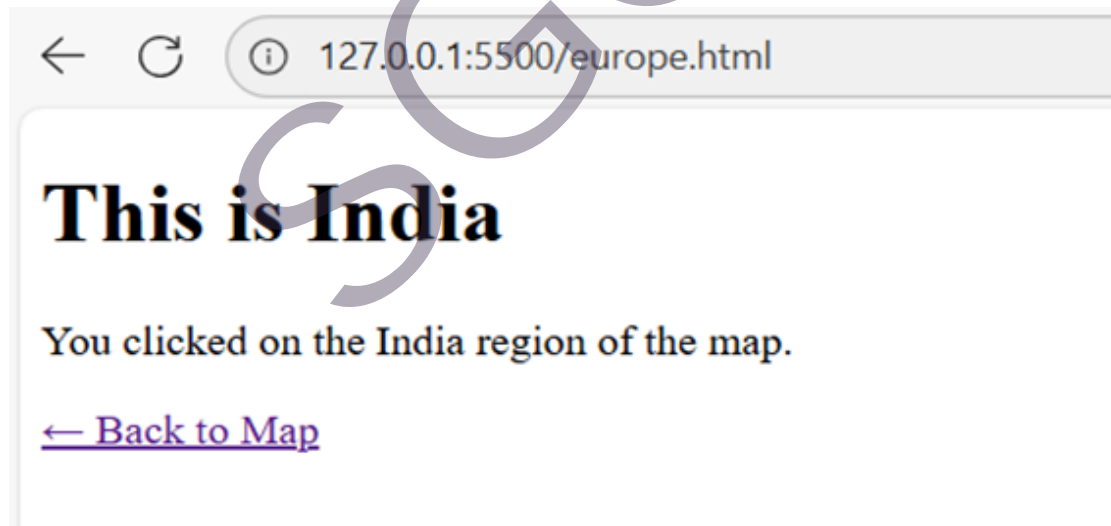 127.0.0.1:5500/europe.html
This is India
You clicked on the India region of the map.
← Back to Map